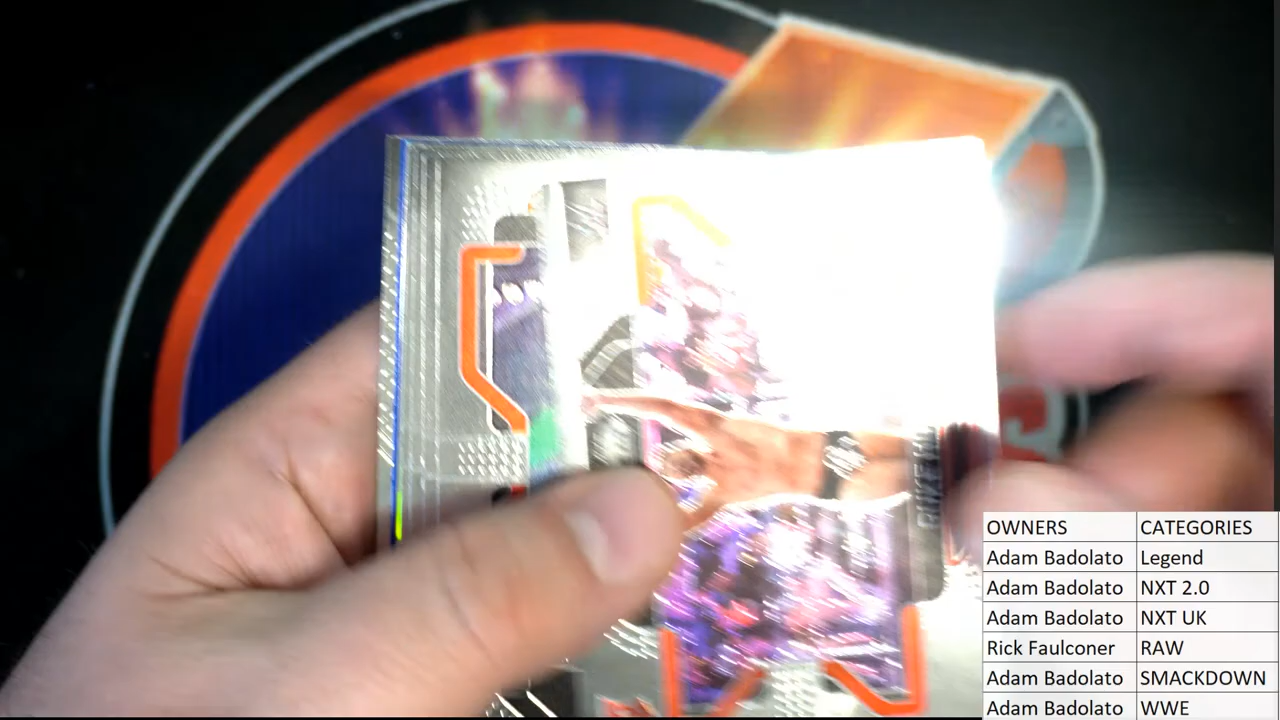 OWNERS CATEGORIES
Adam Badolato Legend
Adam Badolato NXT 2.0
Adam Badolato NXT UK
Rick Faulconer RAW
Adam Badolato SMACKDOWN
Adam Badolato WWE